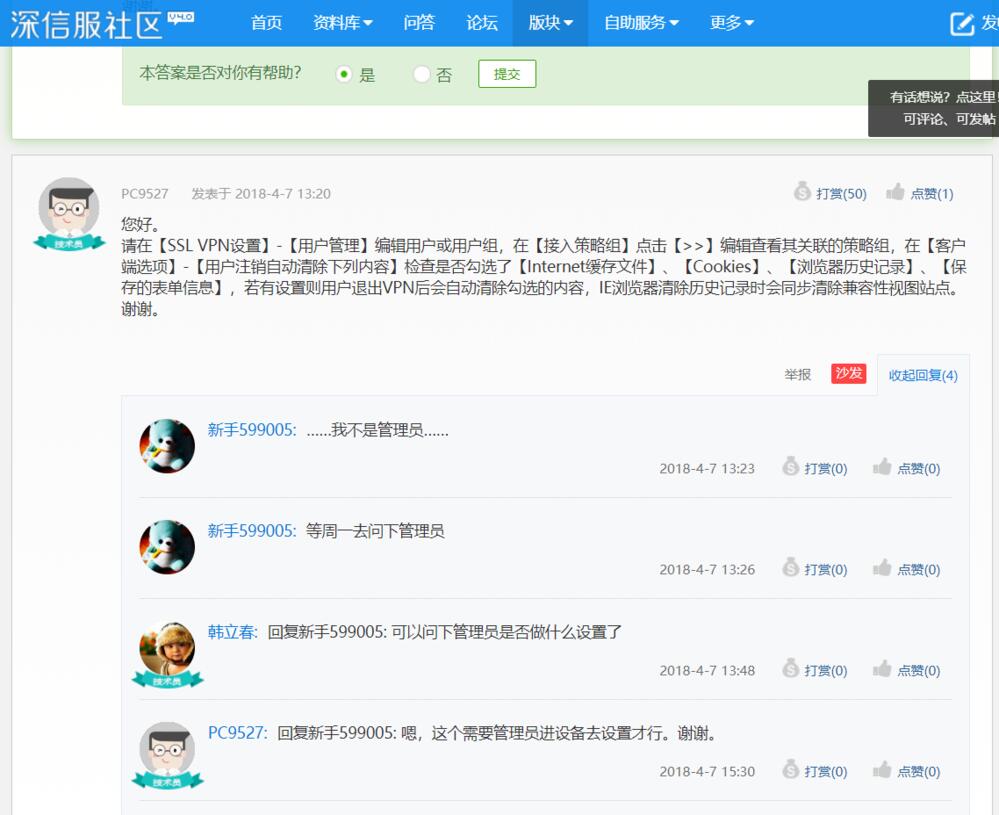 深信服社区 V4.0
首页 资料库 问答 论坛 版块 自助服务 更多
本答案是否对你有帮助？ 是 否 提交
有话想说？点这里！
可评论、可发帖
PC9527 发表于 2018-4-7 13:20 打赏(50) 点赞(1)
技术员
您好。
请在【SSL VPN设置】-【用户管理】编辑用户或用户组，在【接入策略组】点击【>>】编辑查看其关联的策略组，在【客户
端选项】-【用户注销自动清除下列内容】检查是否勾选了【Internet缓存文件】、【Cookies】、【浏览器历史记录】、【保
存的表单信息】，若有设置则用户退出VPN后会自动清除勾选的内容，IE浏览器清除历史记录时会同步清除兼容性视图站点。
谢谢。
举报 沙发 收起回复(4)
新手599005: ......我不是管理员......
2018-4-7 13:23 打赏(0) 点赞(0)
新手599005: 等周一去问下管理员
2018-4-7 13:26 打赏(0) 点赞(0)
韩立春: 回复新手599005: 可以问下管理员是否做什么设置了
技术员
2018-4-7 13:48 打赏(0) 点赞(0)
PC9527: 回复新手599005: 嗯，这个需要管理员进设备去设置才行。谢谢。
技术员
2018-4-7 15:30 打赏(0) 点赞(0)